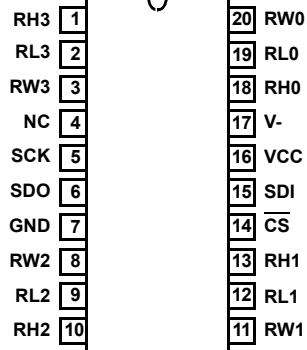 RH3 1 20 RW0
RL3 2 19 RL0
RW3 3 18 RH0
NC 4 17 V-
SCK 5 16 VCC
SDO 6 15 SDI
GND 7 14 C̅S̅
RW2 8 13 RH1
RL2 9 12 RL1
RH2 10 11 RW1